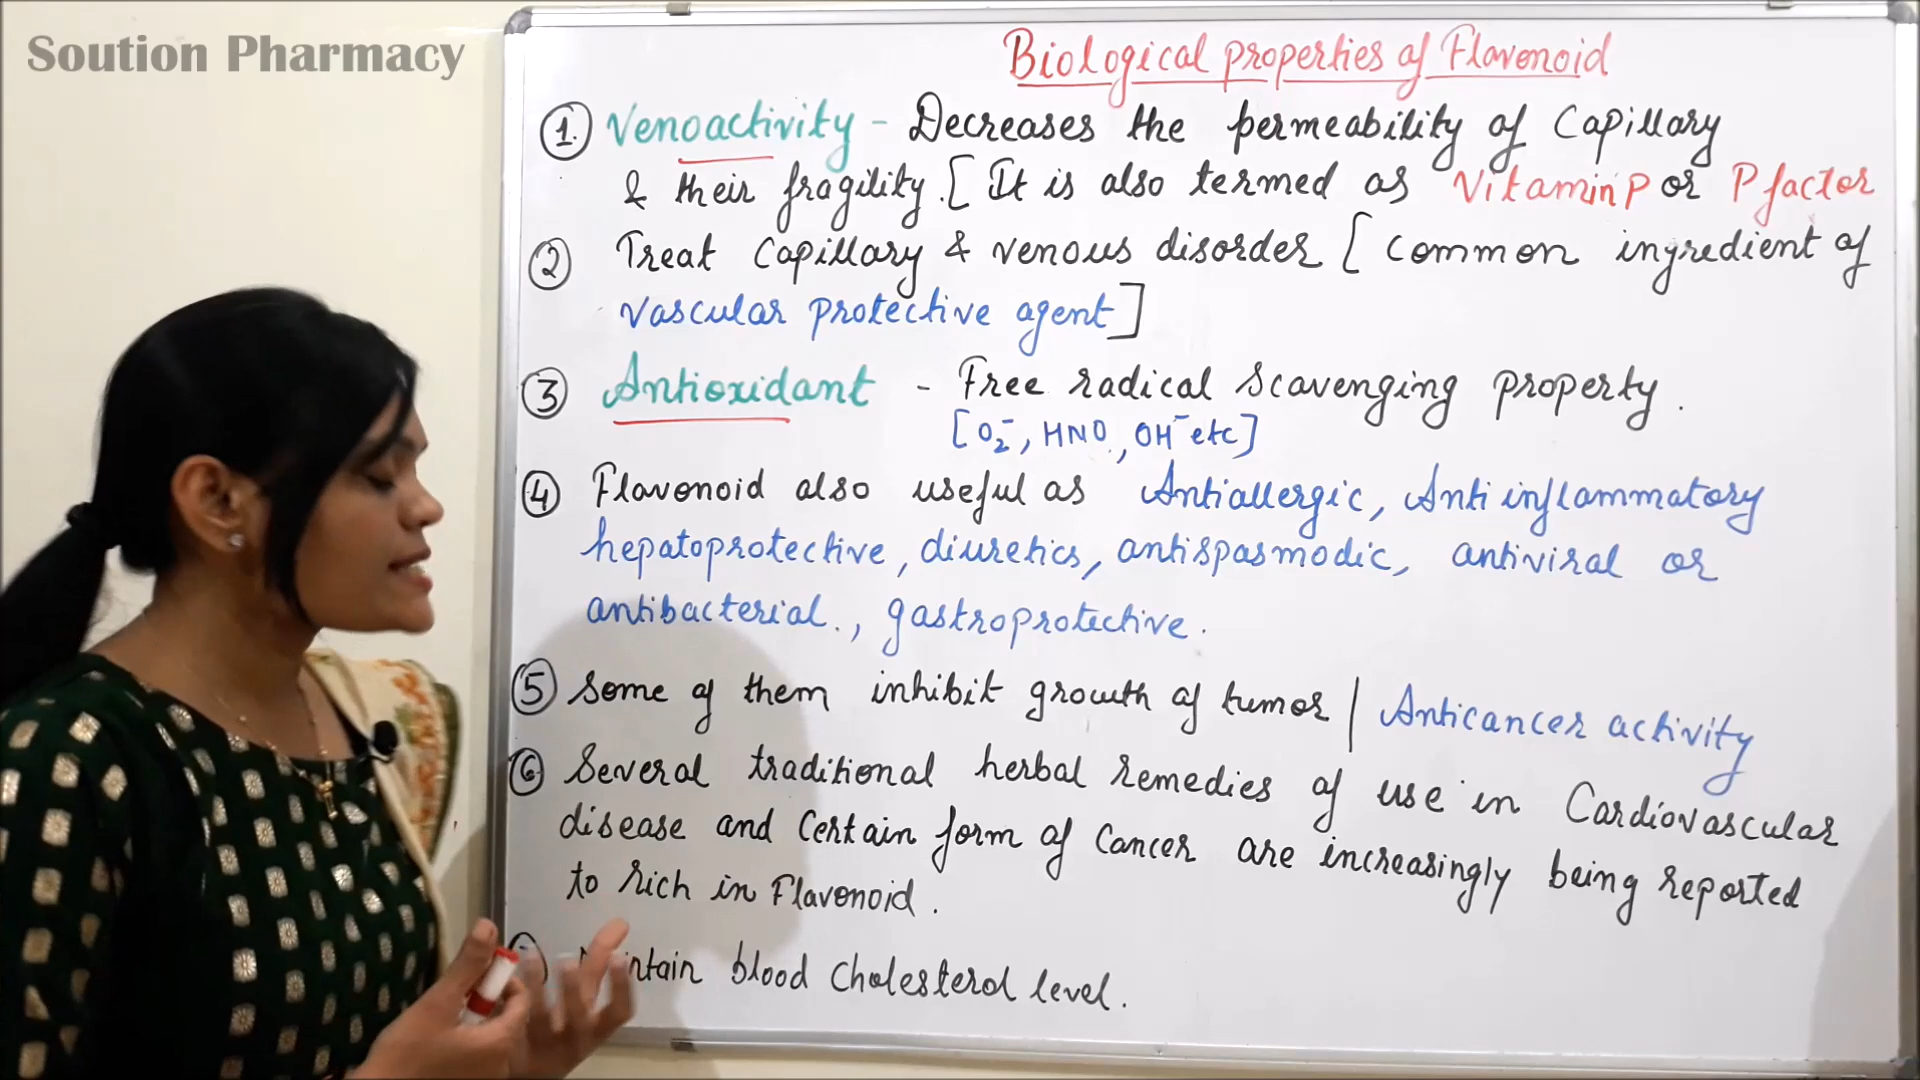 Soution Pharmacy
Biological properties of Flavonoid
1. Venoactivity - Decreases the permeability of Capillary
& their fragility. [It is also termed as Vitamin P or P factor
2 Treat Capillary & venous disorder [Common ingredient of
vascular protective agent]
3 Antioxidant - Free radical Scavenging property.
[O₂⁻, HNO, OH⁻ etc]
4 Flavonoid also useful as Antiallergic, Anti inflammatory
hepatoprotective, diuretics, antispasmodic, antiviral or
antibacterial., gastroprotective.
5 Some of them inhibit growth of tumor | Anticancer activity
6 Several traditional herbal remedies of use in Cardiovascular
disease and Certain form of Cancer are increasingly being reported
to rich in Flavonoid.
blood Cholesterol level.